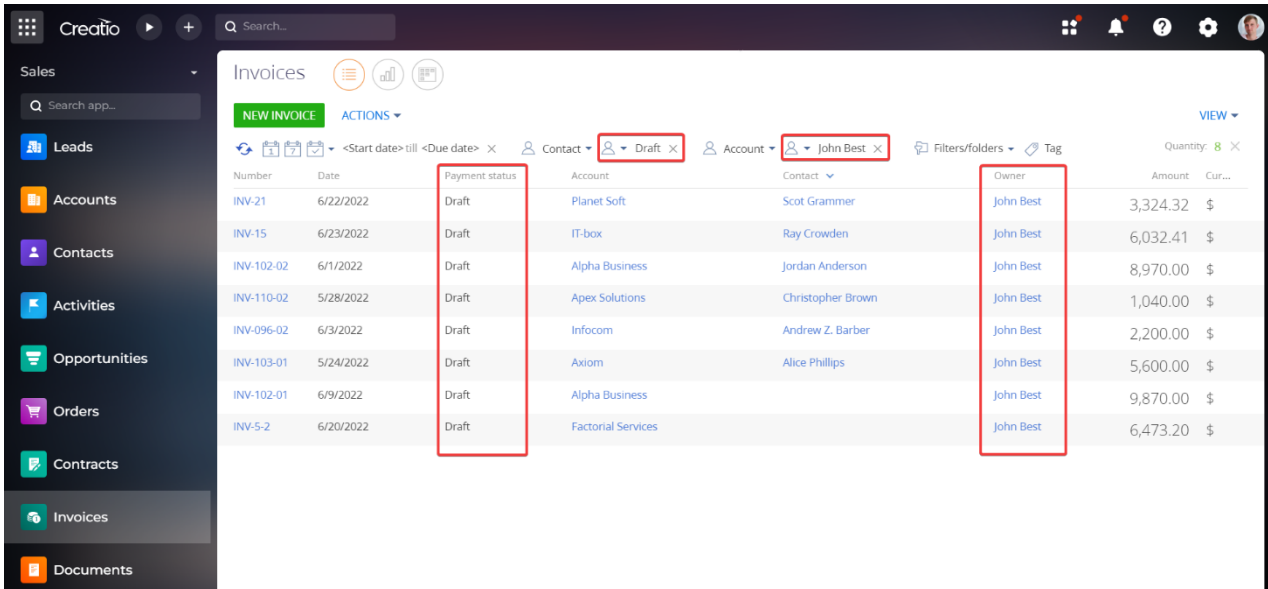 Creatio Search...
Sales
Search app...
Leads
Accounts
Contacts
Activities
Opportunities
Orders
Contracts
Invoices
Documents
Invoices
NEW INVOICE ACTIONS VIEW
1 7 <Start date> till <Due date> Contact Draft Account John Best Filters/folders Tag Quantity: 8
Number Date Payment status Account Contact Owner Amount Cur...
INV-21 6/22/2022 Draft Planet Soft Scot Grammer John Best 3,324.32 $
INV-15 6/23/2022 Draft IT-box Ray Crowden John Best 6,032.41 $
INV-102-02 6/1/2022 Draft Alpha Business Jordan Anderson John Best 8,970.00 $
INV-110-02 5/28/2022 Draft Apex Solutions Christopher Brown John Best 1,040.00 $
INV-096-02 6/3/2022 Draft Infocom Andrew Z. Barber John Best 2,200.00 $
INV-103-01 5/24/2022 Draft Axiom Alice Phillips John Best 5,600.00 $
INV-102-01 6/9/2022 Draft Alpha Business John Best 9,870.00 $
INV-5-2 6/20/2022 Draft Factorial Services John Best 6,473.20 $